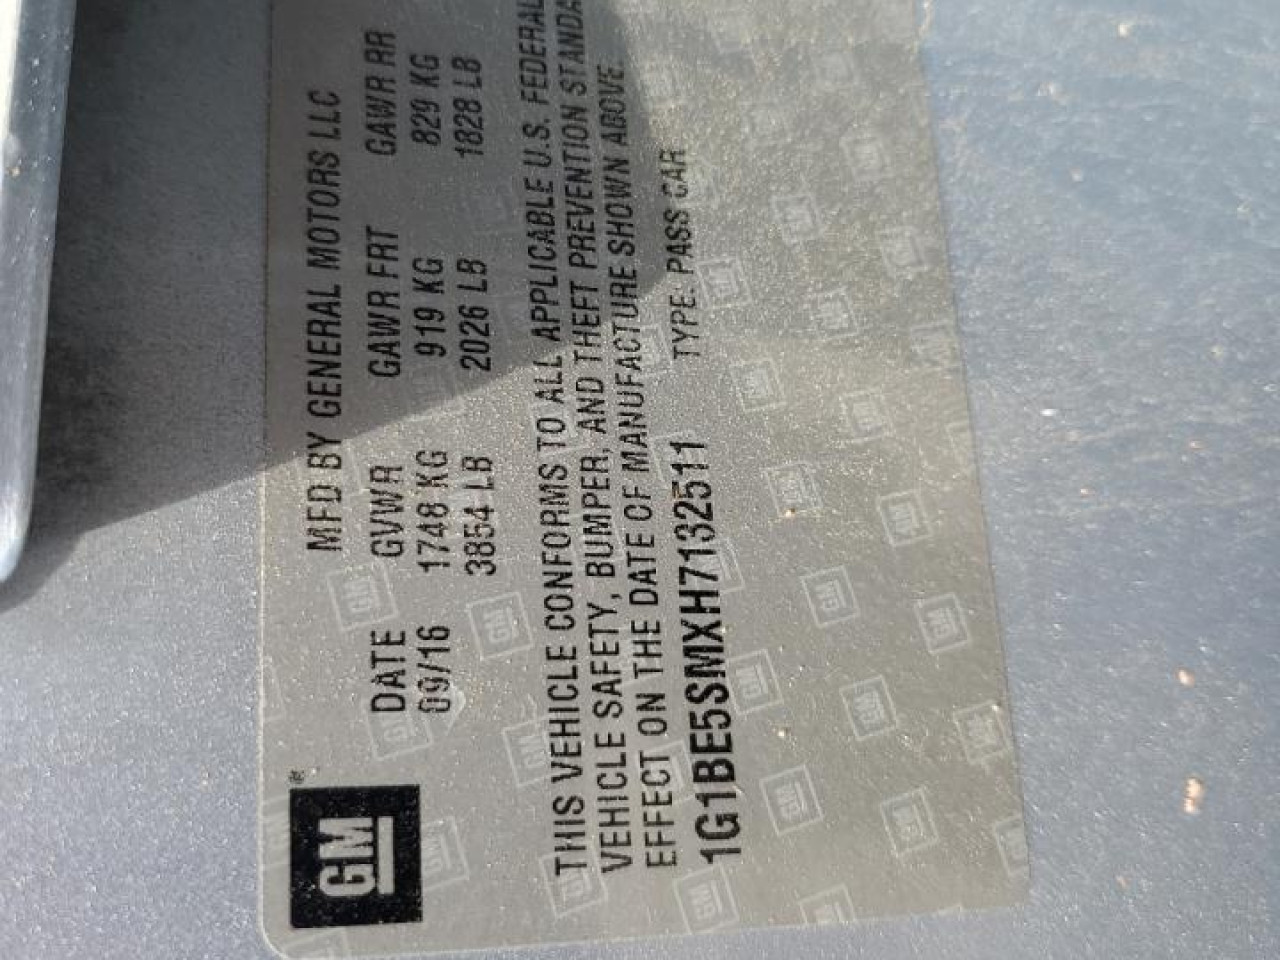 GM®
MFD BY GENERAL MOTORS LLC
DATE GVWR GAWR FRT GAWR RR
09/16 1748 KG 919 KG 829 KG
3854 LB 2026 LB 1828 LB
THIS VEHICLE CONFORMS TO ALL APPLICABLE U.S. FEDERAL
VEHICLE SAFETY, BUMPER, AND THEFT PREVENTION
EFFECT ON THE DATE OF MANUFACTURE SHOWN ABOVE.
1G1BE5SMXH7132511 TYPE: PASS CAR